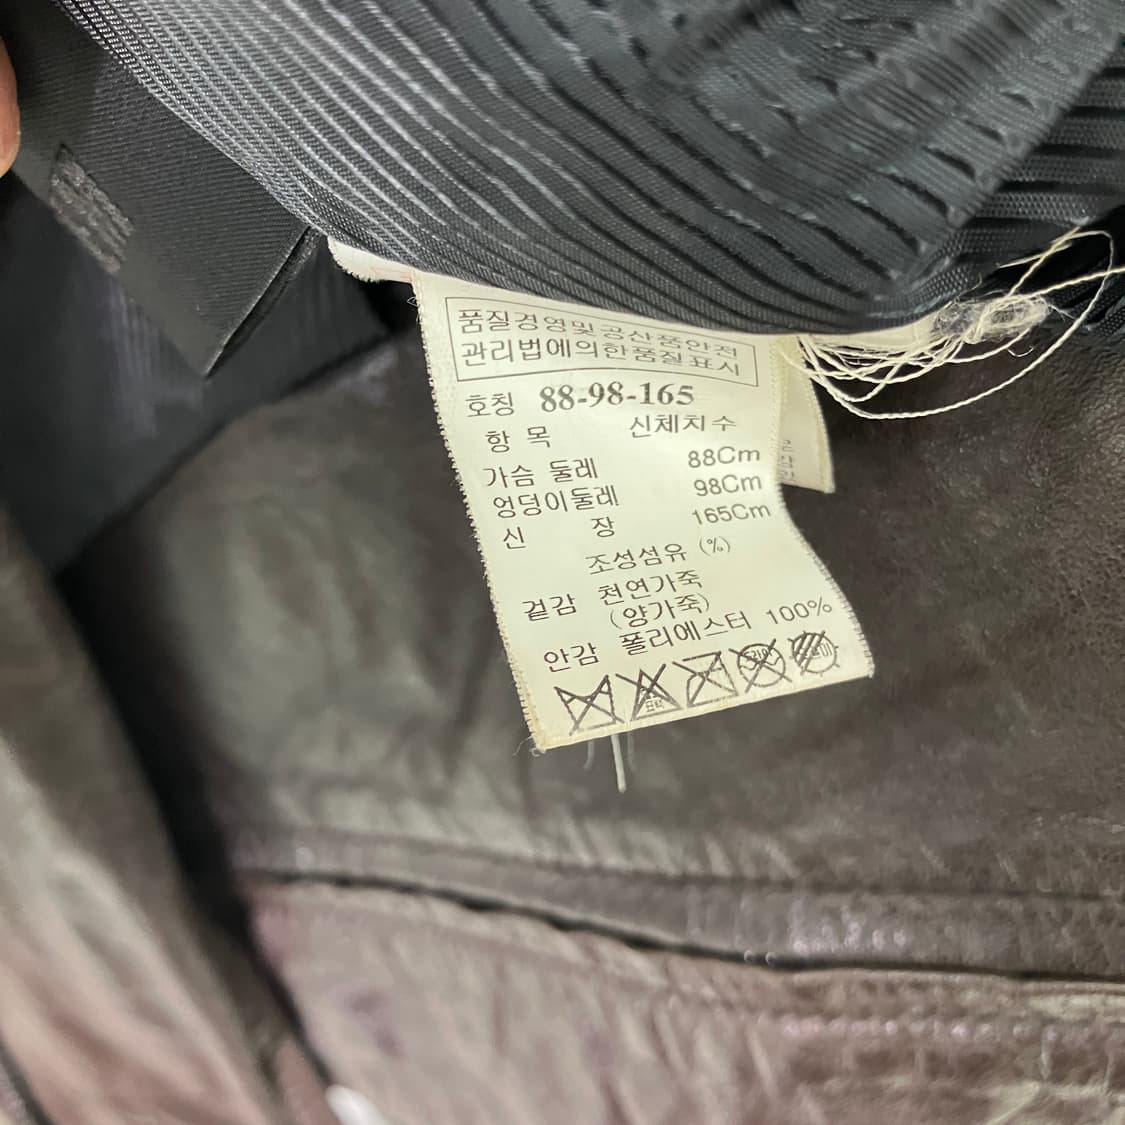 품질경영및 공산품안전
관리법에의한품질표시
호칭 88-98-165
항 목 신체치수
가슴 둘레 88Cm
엉덩이둘레 98Cm
신 장 165Cm
조성섬유 (%)
겉감 천연가죽
(양가죽)
안감 폴리에스터 100%
표백